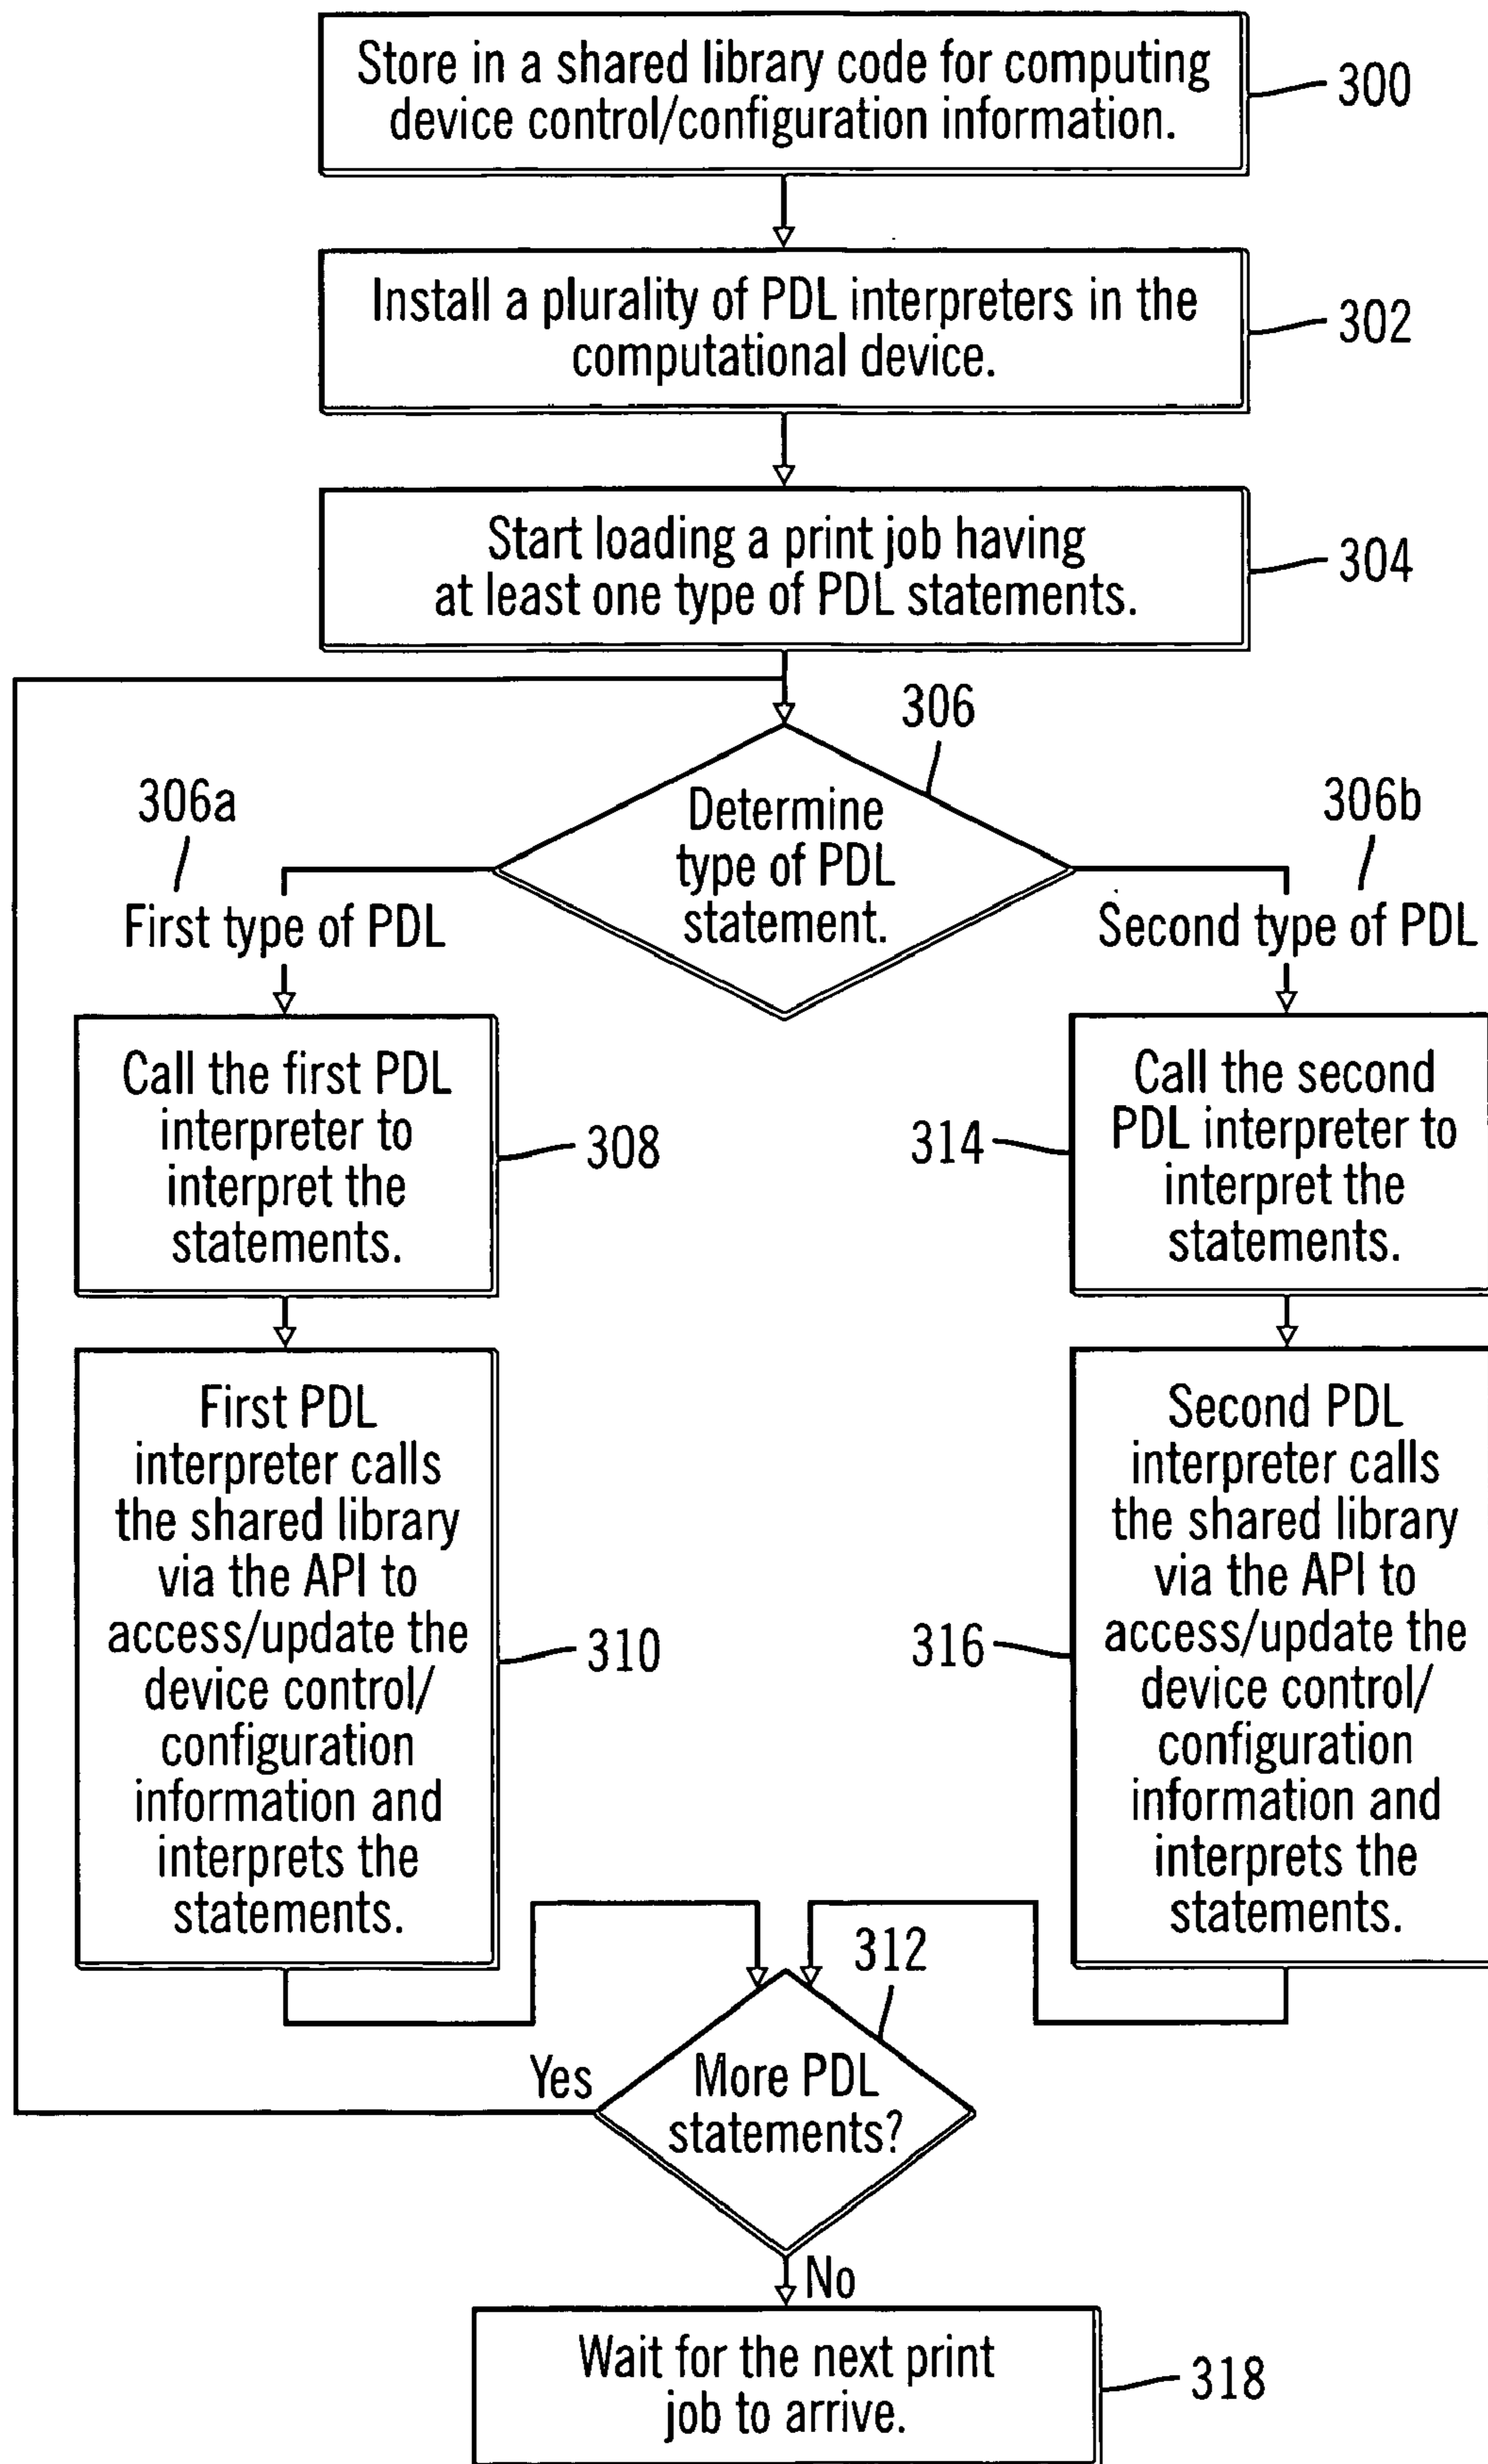 Store in a shared library code for computing
device control/configuration information.
300
Install a plurality of PDL interpreters in the
computational device.
302
Start loading a print job having
at least one type of PDL statements.
304
306
Determine
type of PDL
statement.
306a
First type of PDL
306b
Second type of PDL
Call the first PDL
interpreter to
interpret the
statements.
308
314
Call the second
PDL interpreter to
interpret the
statements.
First PDL
interpreter calls
the shared library
via the API to
access/update the
device control/
configuration
information and
interprets the
statements.
310
316
Second PDL
interpreter calls
the shared library
via the API to
access/update the
device control/
configuration
information and
interprets the
statements.
312
Yes
More PDL
statements?
No
Wait for the next print
job to arrive.
318